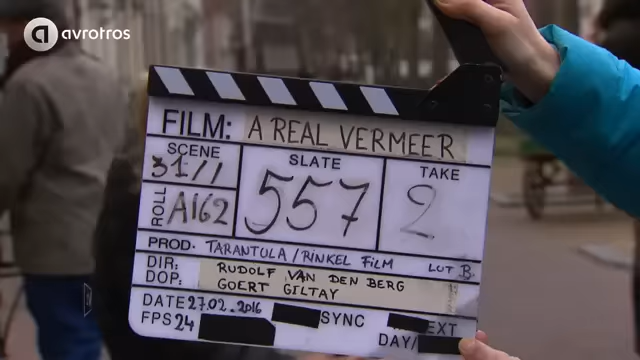 avrotros
FILM: A REAL VERMEER
SCENE 31/1
SLATE 557
TAKE 2
ROLL A162
PROD. TARANTULA/RINKEL FILM LUT B.
DIR: RUDOLF VAN DEN BERG
DOP: GOERT GILTAY
DATE 27.02.2016 SYNC EXT
FPS 24 DAY/